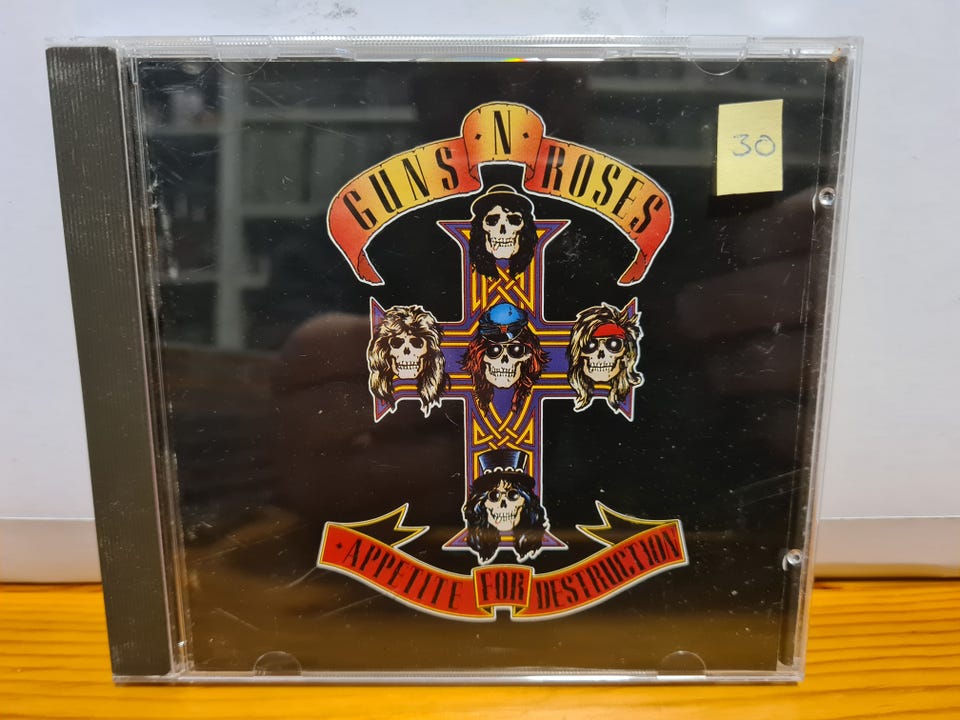 GUNS N ROSES
30
APPETITE FOR DESTRUCTION